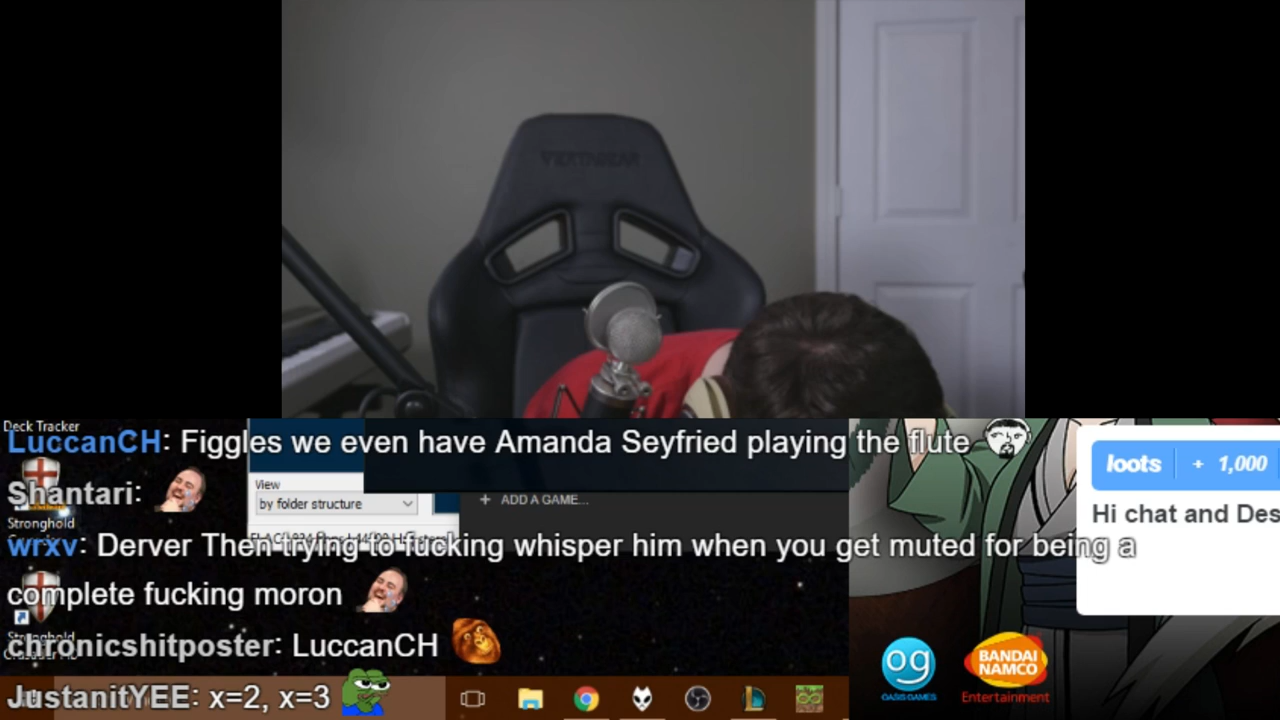 VERTAGEAR
Deck Tracker
LuccanCH: Figgles we even have Amanda Seyfried playing the flute
loots + 1,000
Shantari:
View
by folder structure
+ ADD A GAME...
Hi chat and Des
Stronghold
wrxv: Derver Then trying to fucking whisper him when you get muted for being a
complete fucking moron
Stronghold
chronicshitposter: LuccanCH
og
OASIS GAMES
BANDAI
NAMCO
Entertainment
JustanitYEE: x=2, x=3